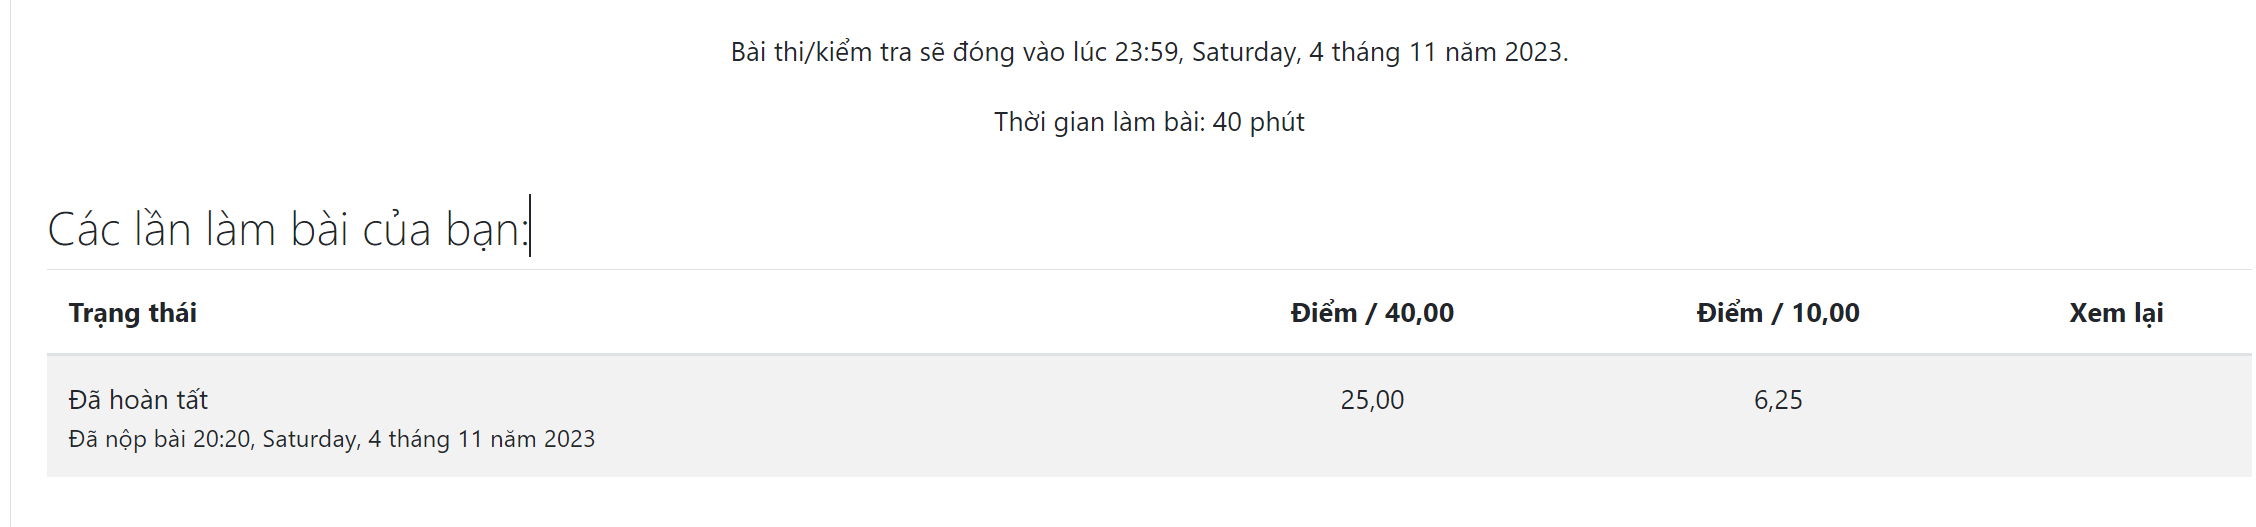 Bài thi/kiểm tra sẽ đóng vào lúc 23:59, Saturday, 4 tháng 11 năm 2023.
Thời gian làm bài: 40 phút
Các lần làm bài của bạn:
Trạng thái Điểm / 40,00 Điểm / 10,00 Xem lại
Đã hoàn tất 25,00 6,25
Đã nộp bài 20:20, Saturday, 4 tháng 11 năm 2023